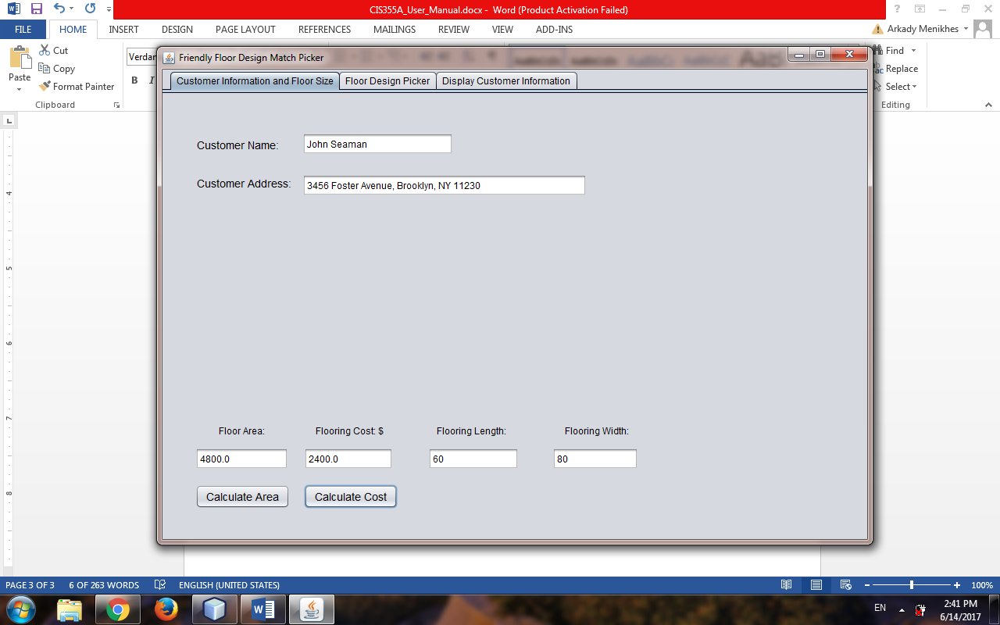 CIS355A_User_Manual.docx - Word (Product Activation Failed)
FILE HOME INSERT DESIGN PAGE LAYOUT REFERENCES MAILINGS REVIEW VIEW ADD-INS Arkady Menikhes
Paste
Cut
Copy
Format Painter
Clipboard
Verdan
B I
Find
Replace
Select
Editing
L
Friendly Floor Design Match Picker
Customer Information and Floor Size Floor Design Picker Display Customer Information
Customer Name: John Seaman
Customer Address: 3456 Foster Avenue, Brooklyn, NY 11230
Floor Area: Flooring Cost: $ Flooring Length: Flooring Width:
4800.0 2400.0 60 80
Calculate Area Calculate Cost
4
5
6
7
8
PAGE 3 OF 3 6 OF 263 WORDS ENGLISH (UNITED STATES) 100%
EN 2:41 PM
6/14/2017